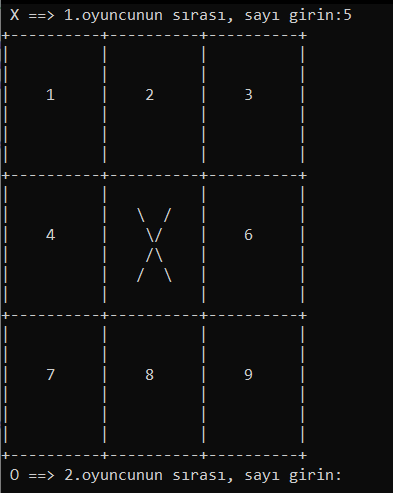 X ==> 1.oyuncunun sırası, sayı girin:5
1 2 3
4 6
7 8 9
O ==> 2.oyuncunun sırası, sayı girin: